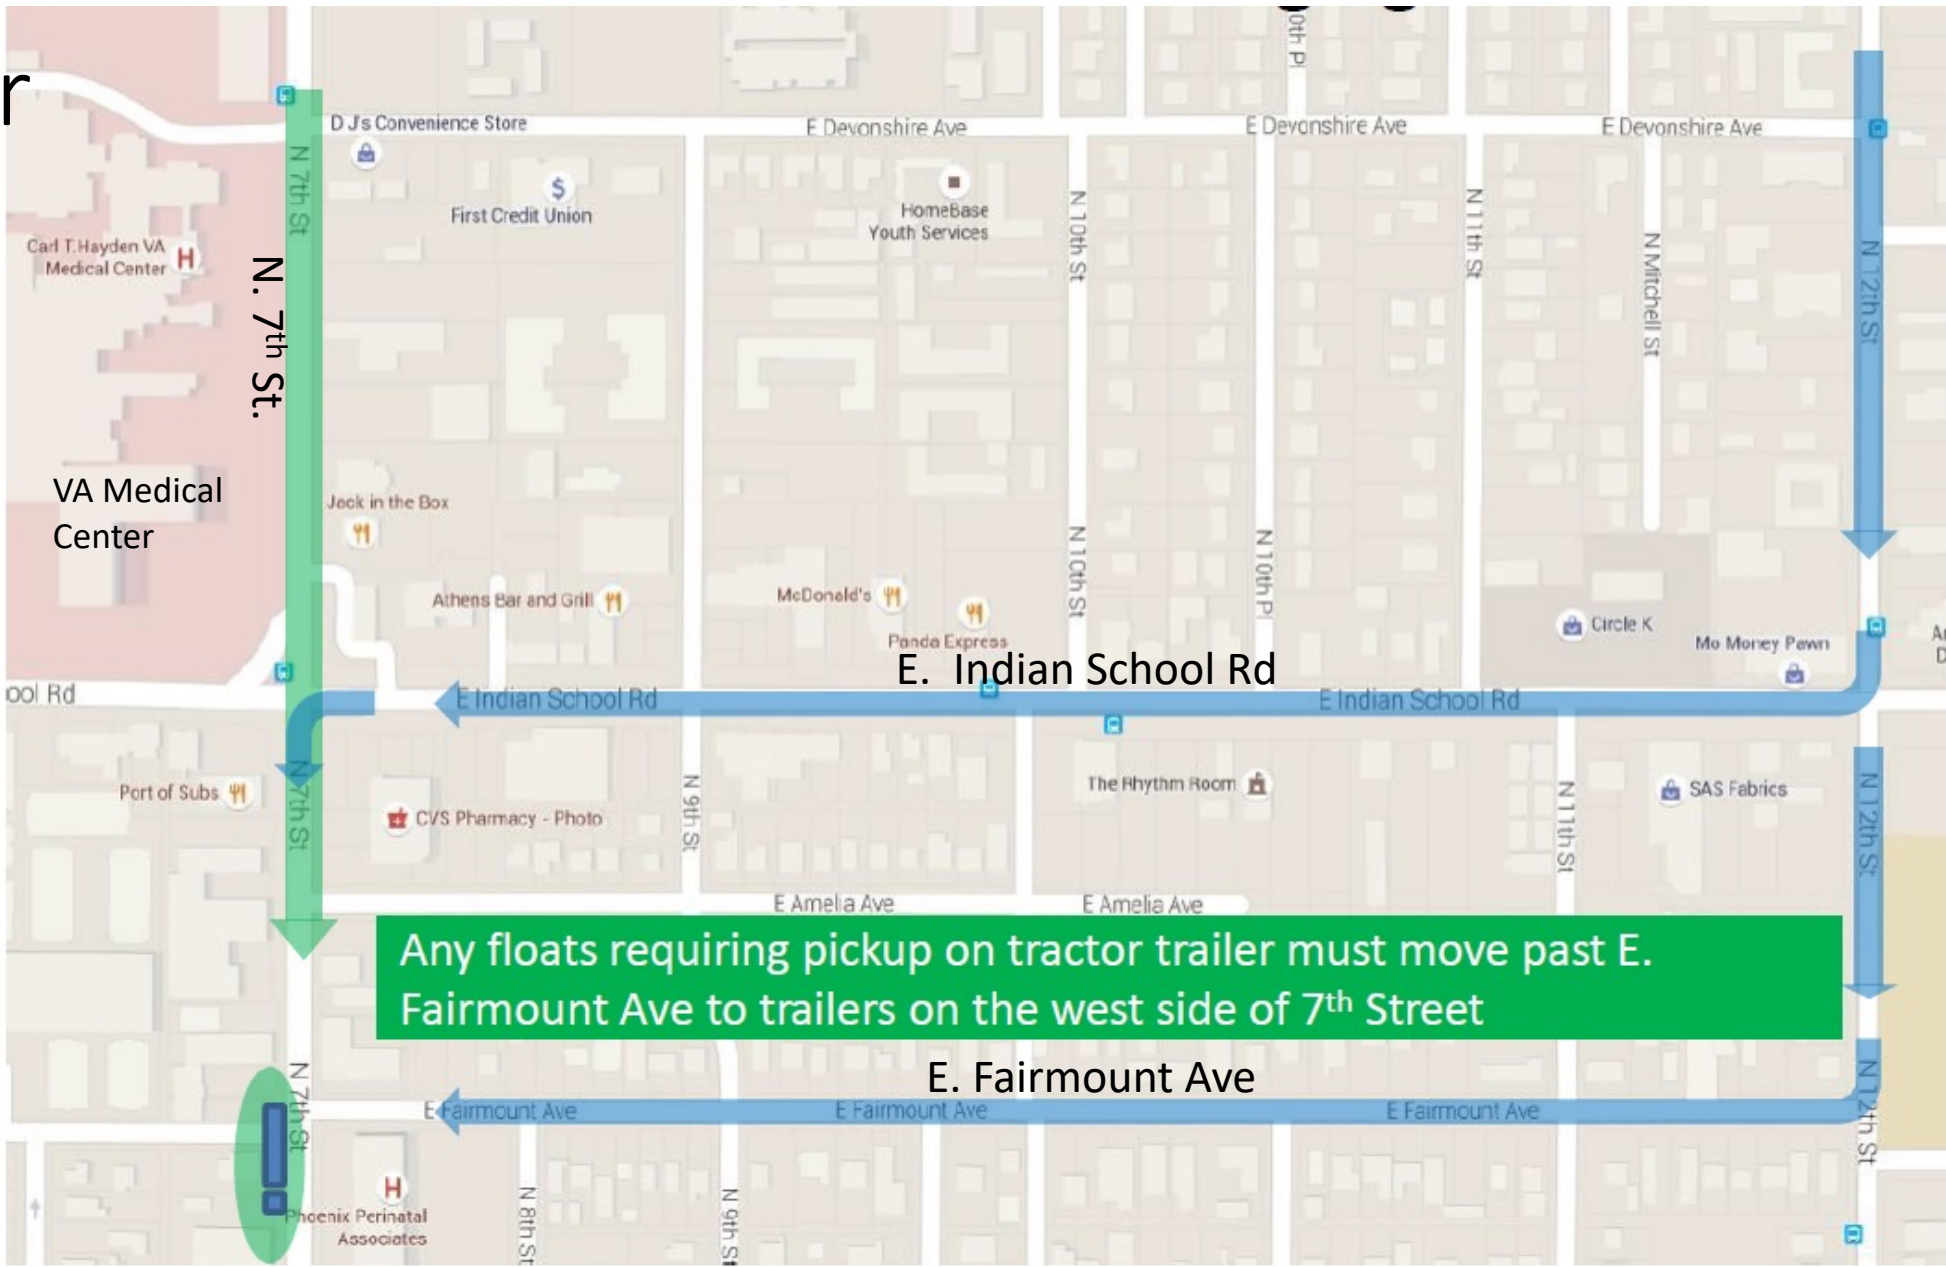 r
0th Pl
D J's Convenience Store
E Devonshire Ave
E Devonshire Ave
E Devonshire Ave
N 7th St
First Credit Union
HomeBase
Youth Services
N 10th St
N 11th St
N Mitchell St
N 12th St
Carl T. Hayden VA
Medical Center
H
N. 7th St.
VA Medical
Center
Jack in the Box
Athens Bar and Grill
McDonald's
Panda Express
N 10th St
N 10th Pl
Circle K
Mo Money Pawn
E. Indian School Rd
ool Rd
E Indian School Rd
E Indian School Rd
Port of Subs
N 7th St
CVS Pharmacy - Photo
N 9th St
The Rhythm Room
N 11th St
SAS Fabrics
N 12th St
E Amelia Ave
E Amelia Ave
Any floats requiring pickup on tractor trailer must move past E.
Fairmount Ave to trailers on the west side of 7th Street
E. Fairmount Ave
N 7th St
E Fairmount Ave
E Fairmount Ave
E Fairmount Ave
N 12th St
H
Phoenix Perinatal
Associates
N 8th St
N 9th St